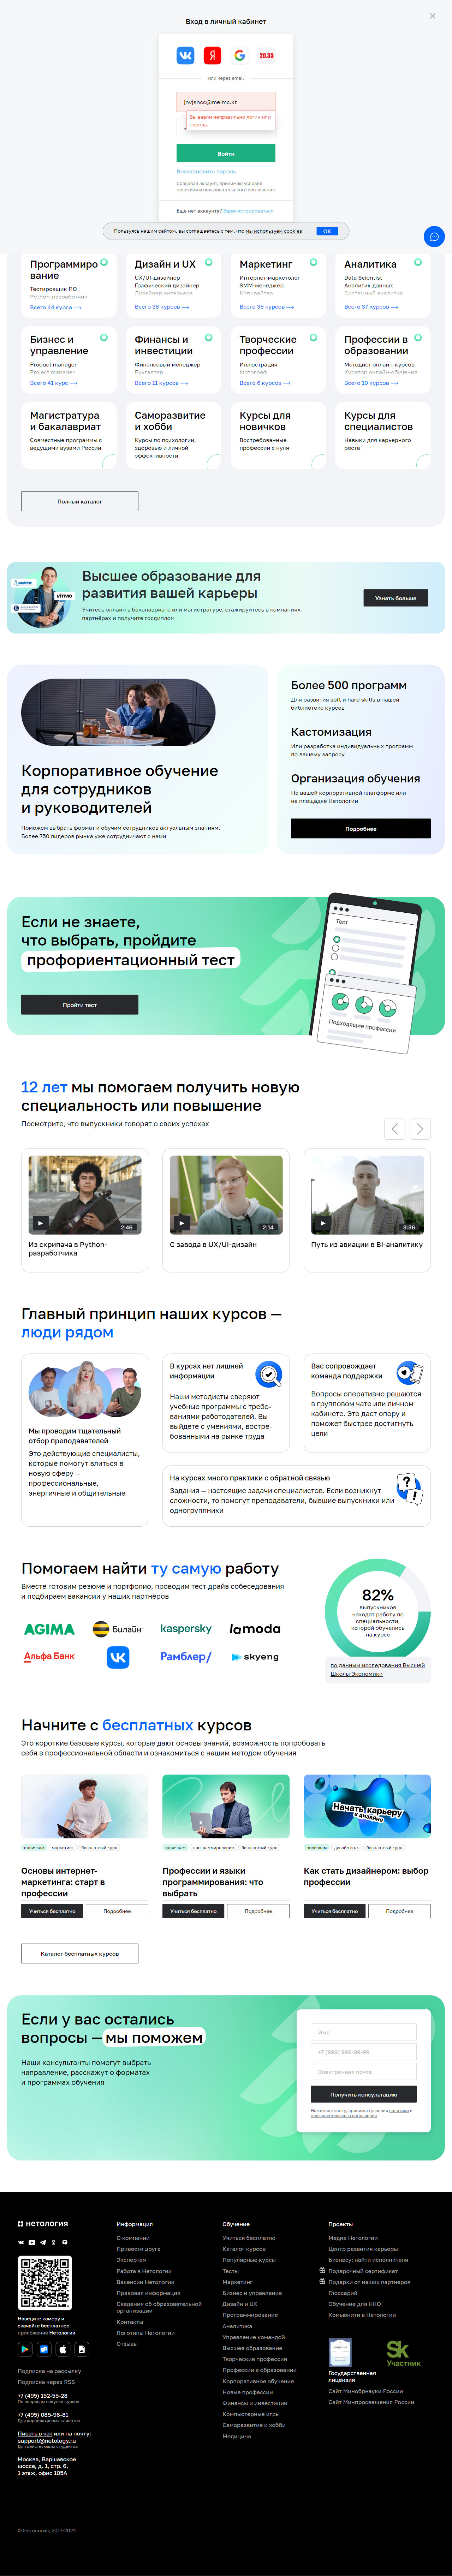 Вход в личный кабинет
Я
G
20.35
или через email
jnvjsncc@meimc.kt
Вы ввели неправильно логин или
пароль.
Войти
Восстановить пароль
Создавая аккаунт, принимаю условия
политики и пользовательского соглашения
Еще нет аккаунта? Зарегистрироваться
Пользуясь нашим сайтом, вы соглашаетесь с тем, что мы используем cookies
ОК
Программиро
вание
Тестировщик ПО
Python-разработчик
Всего 44 курса
Дизайн и UX
UX/UI-дизайнер
Графический дизайнер
Дизайнер интерьера
Всего 38 курсов
Маркетинг
Интернет-маркетолог
SMM-менеджер
Копирайтер
Всего 36 курсов
Аналитика
Data Scientist
Аналитик данных
Системный аналитик
Всего 37 курсов
Бизнес и
управление
Product manager
Project manager
Всего 41 курс
Финансы и
инвестиции
Финансовый менеджер
Бухгалтер
Всего 11 курсов
Творческие
профессии
Иллюстрация
Фотограф
Всего 6 курсов
Профессии в
образовании
Методист онлайн-курсов
Куратор онлайн-обучения
Всего 10 курсов
Магистратура
и бакалавриат
Совместные программы с
ведущими вузами России
Саморазвитие
и хобби
Курсы по психологии,
здоровью и личной
эффективности
Курсы для
новичков
Востребованные
профессии с нуля
Курсы для
специалистов
Навыки для карьерного
роста
Полный каталог
Высшее образование для
развития вашей карьеры
Учитесь онлайн в бакалавриате или магистратуре, стажируйтесь в компаниях-
партнёрах и получите госдиплом
Узнать больше
Корпоративное обучение
для сотрудников
и руководителей
Поможем выбрать формат и обучим сотрудников актуальным знаниям.
Более 750 лидеров рынка уже сотрудничают с нами
Более 500 программ
Для развития soft и hard skills в нашей
библиотеке курсов
Кастомизация
Или разработка индивидуальных программ
по вашему запросу
Организация обучения
На вашей корпоративной платформе или
на площадке Нетологии
Подробнее
Если не знаете,
что выбрать, пройдите
профориентационный тест
Пройти тест
Тест
Подходящие профессии
12 лет мы помогаем получить новую
специальность или повышение
Посмотрите, что выпускники говорят о своих успехах
2:46
Из скрипача в Python-
разработчика
2:14
С завода в UX/UI-дизайн
3:36
Путь из авиации в BI-аналитику
Главный принцип наших курсов —
люди рядом
Мы проводим тщательный
отбор преподавателей
Это действующие специалисты,
которые помогут влиться в
новую сферу —
профессиональные,
энергичные и общительные
В курсах нет лишней
информации
Наши методисты сверяют
учебные программы с требо-
ваниями работодателей. Вы
выйдете с умениями, востре-
бованными на рынке труда
Вас сопровождает
команда поддержки
Вопросы оперативно решаются
в групповом чате или личном
кабинете. Это даст опору и
поможет быстрее достигнуть
цели
На курсах много практики с обратной связью
Задания — настоящие задачи специалистов. Если возникнут
сложности, то помогут преподаватели, бывшие выпускники или
одногруппники
Помогаем найти ту самую работу
Вместе готовим резюме и портфолио, проводим тест-драйв собеседования
и подбираем вакансии у наших партнёров
AGIMA
Билайн
kaspersky
lamoda
Альфа Банк
Рамблер/
skyeng
82%
выпускников
находят работу по
специальности,
которой обучались
на курсе
по данным исследования Высшей
Школы Экономики
Начните с бесплатных курсов
Это короткие базовые курсы, которые дают основы знаний, возможность попробовать
себя в профессиональной области и ознакомиться с нашим методом обучения
новичкам
маркетинг
бесплатный курс
Основы интернет-
маркетинга: старт в
профессии
Учиться бесплатно
Подробнее
новичкам
программирование
бесплатный курс
Профессии и языки
программирования: что
выбрать
Учиться бесплатно
Подробнее
Начать карьеру
в дизайне
новичкам
дизайн и ux
бесплатный курс
Как стать дизайнером: выбор
профессии
Учиться бесплатно
Подробнее
Каталог бесплатных курсов
Если у вас остались
вопросы — мы поможем
Наши консультанты помогут выбрать
направление, расскажут о форматах
и программах обучения
Имя
+7 (999) 999-99-99
Электронная почта
Получить консультацию
Нажимая кнопку, принимаю условия политики и
пользовательского соглашения
нетология
Наведите камеру и
скачайте бесплатное
приложение Нетологии
Подписка на рассылку
Подписка через RSS
+7 (495) 152-55-28
По вопросам покупки курсов
+7 (495) 085-96-81
Для корпоративных клиентов
Писать в чат или на почту:
support@netology.ru
Для действующих студентов
Москва, Варшавское
шоссе, д. 1, стр. 6,
1 этаж, офис 105А
© Нетология, 2011-2024
Информация
О компании
Привести друга
Экспертам
Работа в Нетологии
Вакансии Нетологии
Правовая информация
Сведения об образовательной
организации
Контакты
Логотипы Нетологии
Отзывы
Обучение
Учиться бесплатно
Каталог курсов
Популярные курсы
Тесты
Маркетинг
Бизнес и управление
Дизайн и UX
Программирование
Аналитика
Управление командой
Высшее образование
Творческие профессии
Профессии в образовании
Корпоративное обучение
Новые профессии
Финансы и инвестиции
Компьютерные игры
Саморазвитие и хобби
Медицина
Проекты
Медиа Нетологии
Центр развития карьеры
Бизнесу: найти исполнителя
Подарочный сертификат
Подарки от наших партнеров
Глоссарий
Обучение для НКО
Комьюнити в Нетологии
Государственная
лицензия
Sk
Участник
Сайт Минобрнауки России
Сайт Минпросвещения России